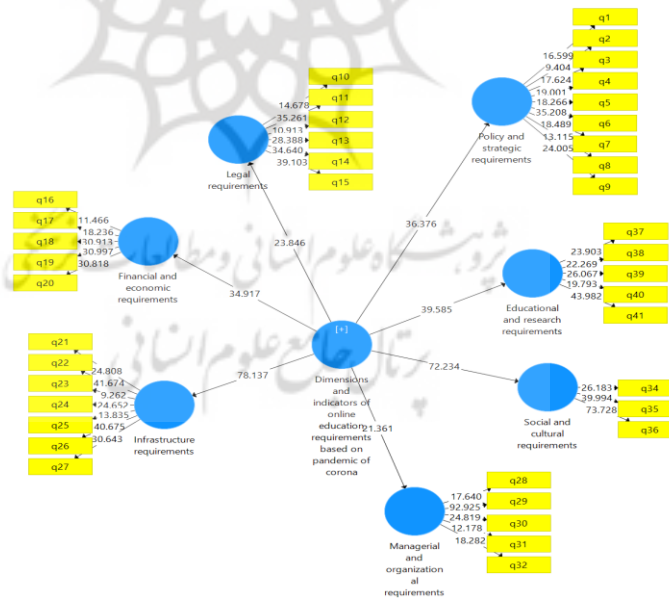 q1
q2
q3
q4
q5
q6
q7
q8
q9
16.599
9.404
17.624
19.001
18.266
35.208
18.489
13.115
24.005
Policy and
strategic
requirements
q10
q11
q12
q13
q14
q15
14.678
35.261
10.913
28.388
34.640
39.103
Legal
requirements
36.376
23.846
q16
q17
q18
q19
q20
11.466
18.236
30.913
30.997
30.818
Financial and
economic
requirements
34.917
پژوهشگاه علوم انسانی و مطالعات فرهنگی
پرتال جامع علوم انسانی
q37
q38
q39
q40
q41
23.903
22.269
26.067
19.793
43.982
Educational
and research
requirements
39.585
[+]
Dimensions
and
indicators of
online
education
requirements
based on
pandemic of
corona
72.234
78.137
21.361
q21
q22
q23
q24
q25
q26
q27
24.808
41.674
9.262
24.652
13.835
40.675
30.643
Infrastructure
requirements
q34
q35
q36
26.183
39.994
73.728
Social and
cultural
requirements
q28
q29
q30
q31
q32
17.640
92.925
24.819
12.178
18.282
Managerial
and
organization
al
requirements